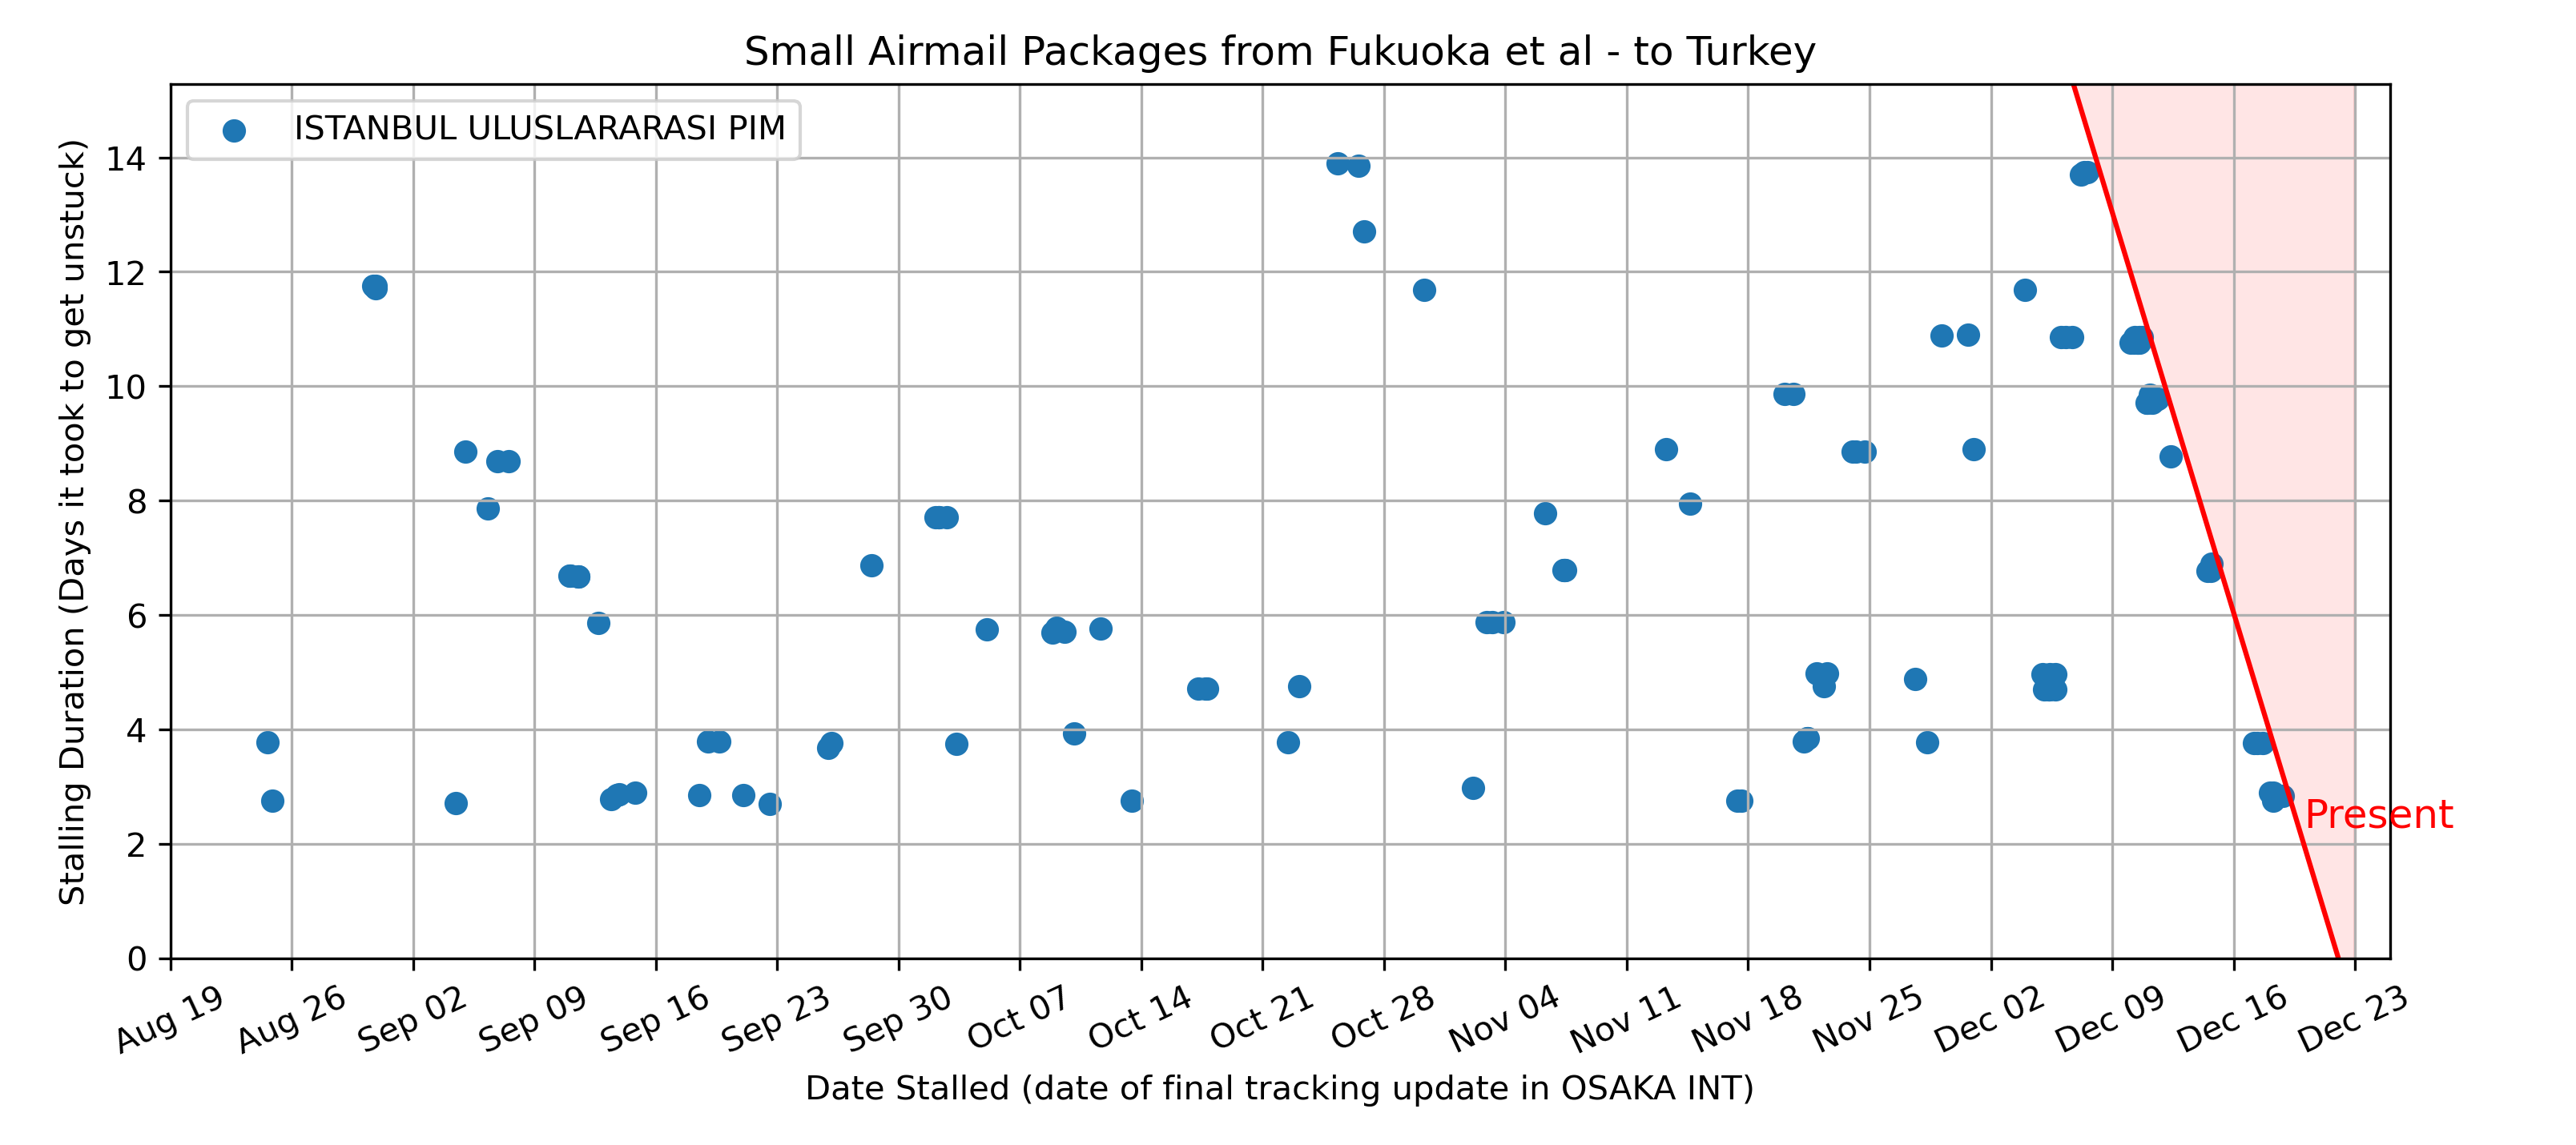 Small Airmail Packages from Fukuoka et al - to Turkey
ISTANBUL ULUSLARARASI PIM
Stalling Duration (Days it took to get unstuck)
14
12
10
8
6
4
2
0
Present
Aug 19
Aug 26
Sep 02
Sep 09
Sep 16
Sep 23
Sep 30
Oct 07
Oct 14
Oct 21
Oct 28
Nov 04
Nov 11
Nov 18
Nov 25
Dec 02
Dec 09
Dec 16
Dec 23
Date Stalled (date of final tracking update in OSAKA INT)